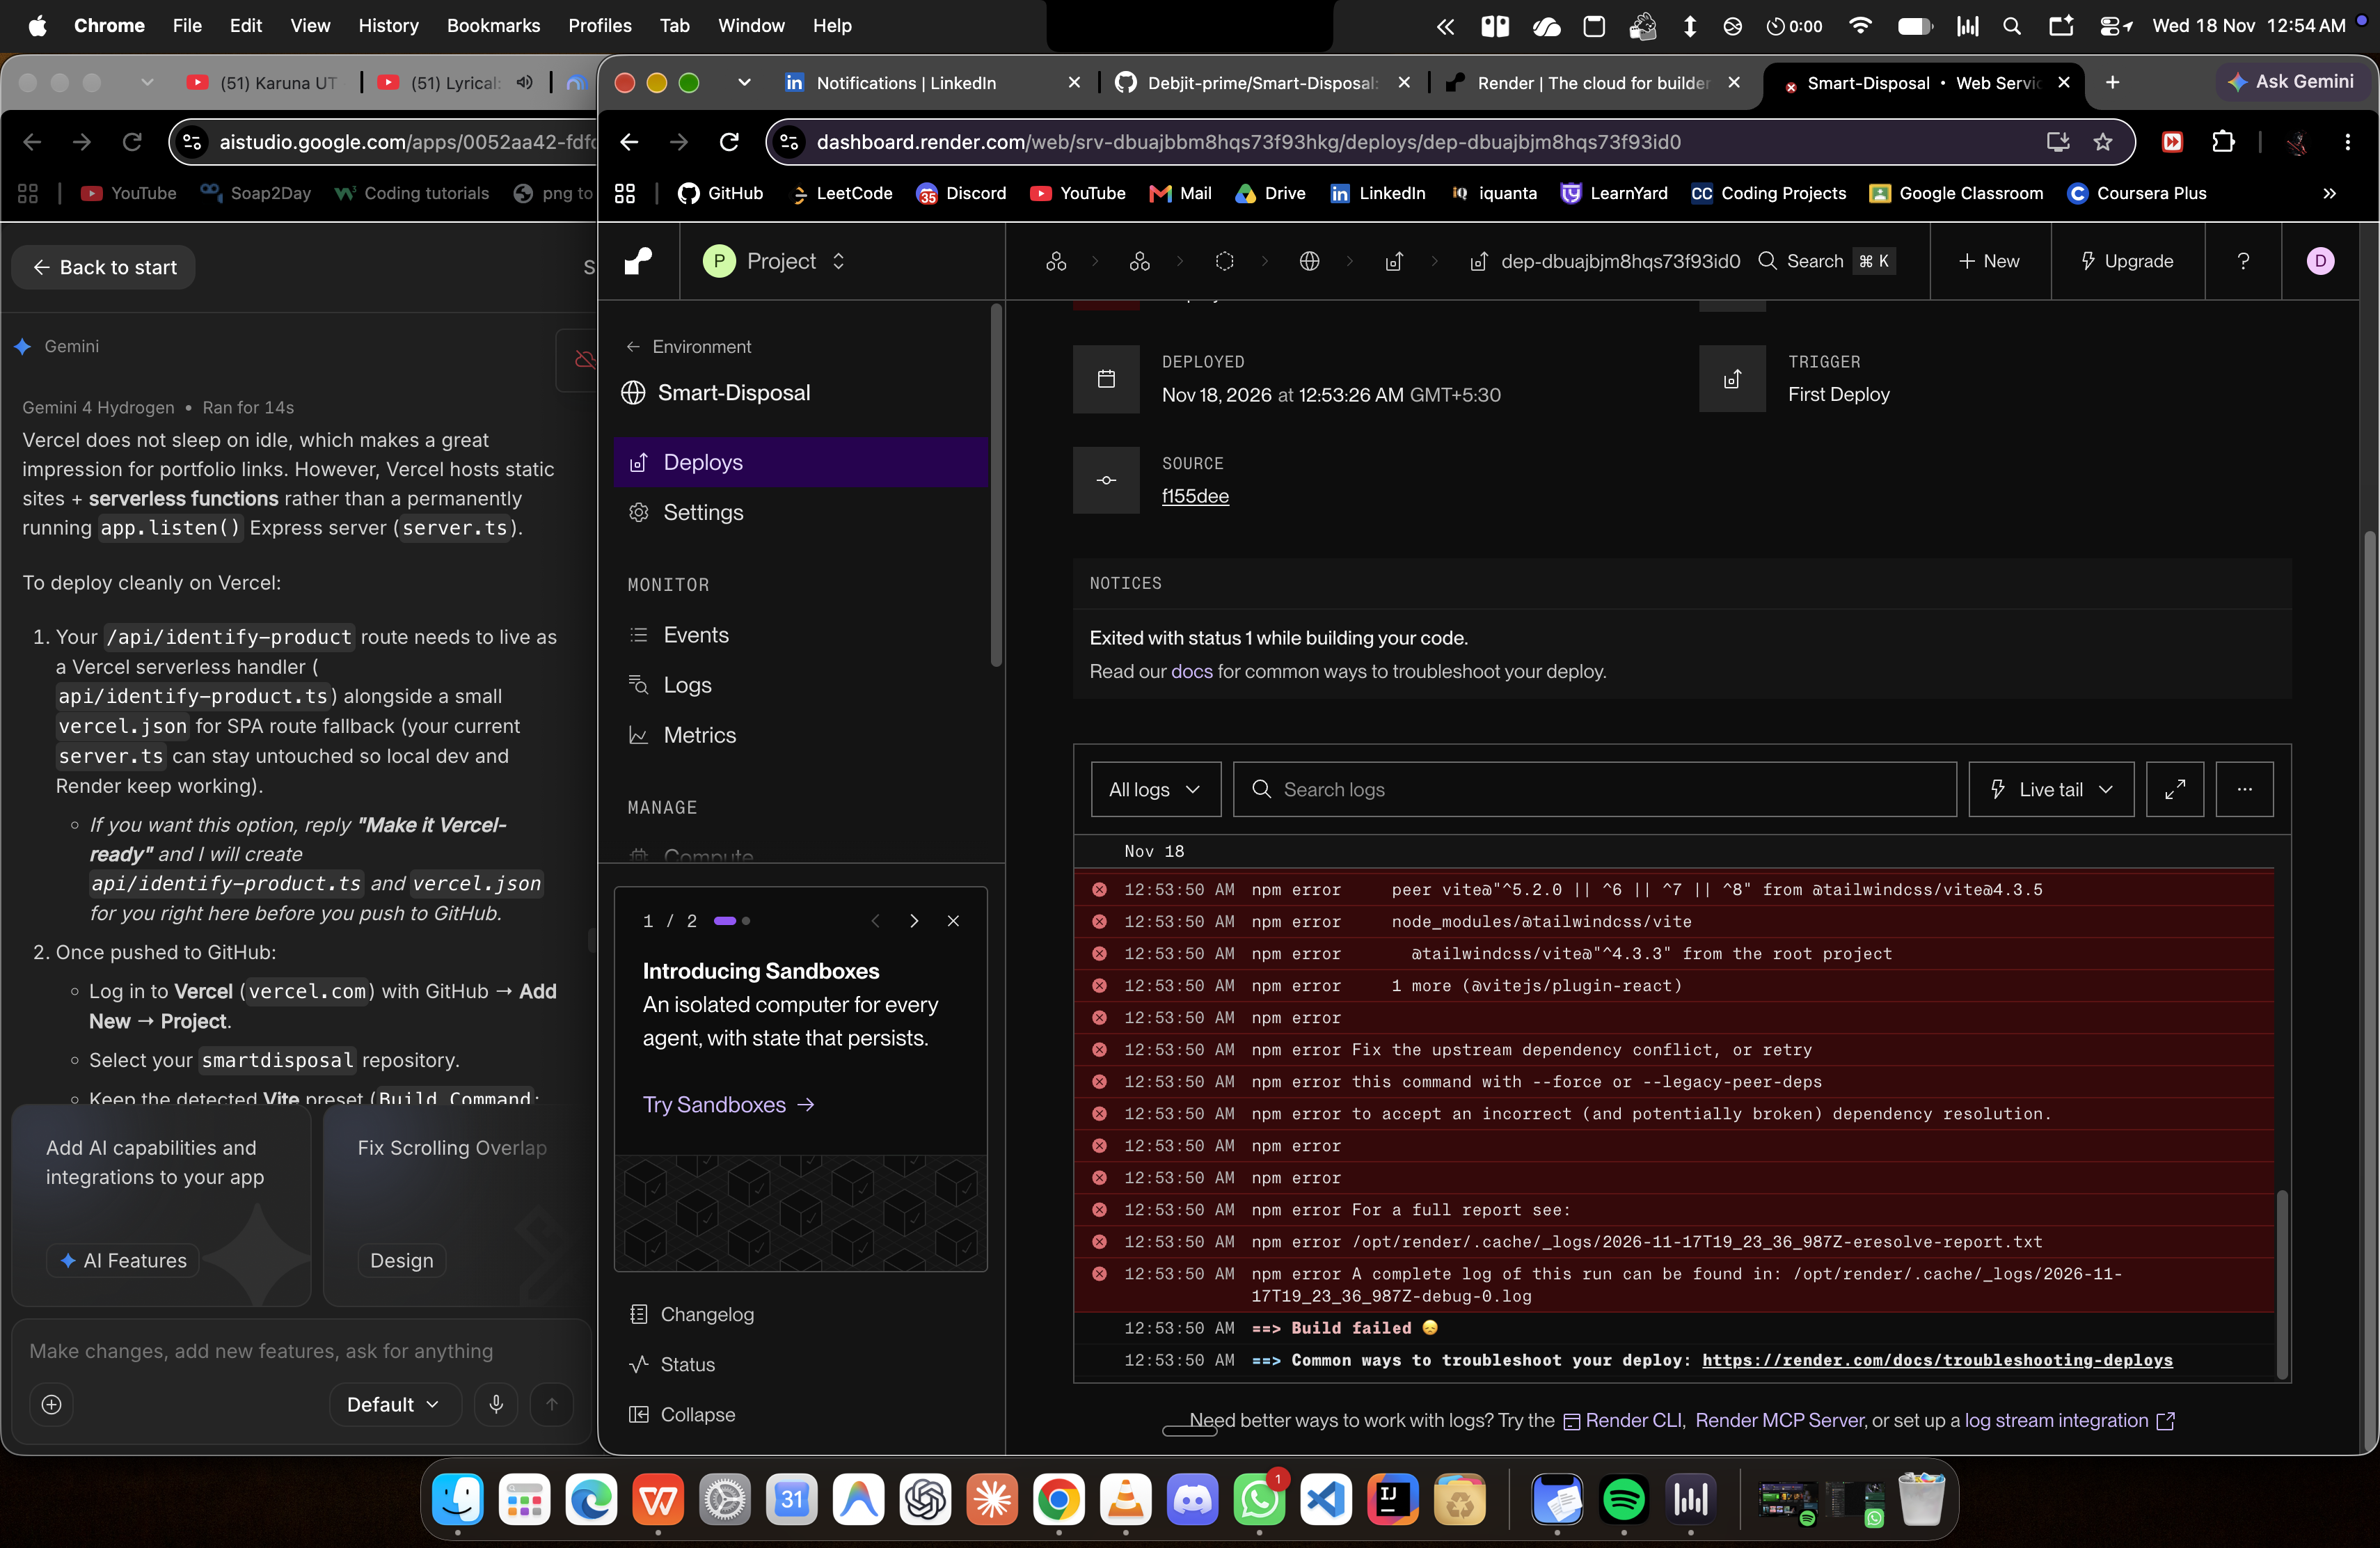 Chrome File Edit View History Bookmarks Profiles Tab Window Help
0:00 Wed 18 Nov 12:54 AM
(51) Karuna UT
(51) Lyrical:
aistudio.google.com/apps/0052aa42-fdfc
YouTube Soap2Day Coding tutorials png to
Back to start
Gemini
Gemini 4 Hydrogen • Ran for 14s
Vercel does not sleep on idle, which makes a great
impression for portfolio links. However, Vercel hosts static
sites + serverless functions rather than a permanently
running app.listen() Express server (server.ts).
To deploy cleanly on Vercel:
1. Your /api/identify-product route needs to live as
a Vercel serverless handler (
api/identify-product.ts) alongside a small
vercel.json for SPA route fallback (your current
server.ts can stay untouched so local dev and
Render keep working).
If you want this option, reply "Make it Vercel-
ready" and I will create
api/identify-product.ts and vercel.json
for you right here before you push to GitHub.
2. Once pushed to GitHub:
Log in to Vercel (vercel.com) with GitHub → Add
New → Project.
Select your smartdisposal repository.
Keep the detected Vite preset (Build Command:
Add AI capabilities and
integrations to your app
AI Features
Fix Scrolling Overlap
Design
Make changes, add new features, ask for anything
Default
Notifications | LinkedIn
Debjit-prime/Smart-Disposal:
Render | The cloud for builder
Smart-Disposal • Web Servic
Ask Gemini
dashboard.render.com/web/srv-dbuajbbm8hqs73f93hkg/deploys/dep-dbuajbjm8hqs73f93id0
GitHub LeetCode 35 Discord YouTube Mail Drive LinkedIn iquanta LearnYard CC Coding Projects Google Classroom Coursera Plus
P Project
dep-dbuajbjm8hqs73f93id0 Search ⌘ K + New Upgrade ? D
Environment
Smart-Disposal
Deploys
Settings
MONITOR
Events
Logs
Metrics
MANAGE
Compute
1 / 2
Introducing Sandboxes
An isolated computer for every
agent, with state that persists.
Try Sandboxes →
Changelog
Status
Collapse
DEPLOYED
Nov 18, 2026 at 12:53:26 AM GMT+5:30
TRIGGER
First Deploy
SOURCE
f155dee
NOTICES
Exited with status 1 while building your code.
Read our docs for common ways to troubleshoot your deploy.
All logs
Search logs
Live tail
Nov 18
12:53:50 AM npm error peer vite@"^5.2.0 || ^6 || ^7 || ^8" from @tailwindcss/vite@4.3.5
12:53:50 AM npm error node_modules/@tailwindcss/vite
12:53:50 AM npm error @tailwindcss/vite@"^4.3.3" from the root project
12:53:50 AM npm error 1 more (@vitejs/plugin-react)
12:53:50 AM npm error
12:53:50 AM npm error Fix the upstream dependency conflict, or retry
12:53:50 AM npm error this command with --force or --legacy-peer-deps
12:53:50 AM npm error to accept an incorrect (and potentially broken) dependency resolution.
12:53:50 AM npm error
12:53:50 AM npm error
12:53:50 AM npm error For a full report see:
12:53:50 AM npm error /opt/render/.cache/_logs/2026-11-17T19_23_36_987Z-eresolve-report.txt
12:53:50 AM npm error A complete log of this run can be found in: /opt/render/.cache/_logs/2026-11-
17T19_23_36_987Z-debug-0.log
12:53:50 AM ==> Build failed 😞
12:53:50 AM ==> Common ways to troubleshoot your deploy: https://render.com/docs/troubleshooting-deploys
Need better ways to work with logs? Try the Render CLI, Render MCP Server, or set up a log stream integration
31
1
IJ